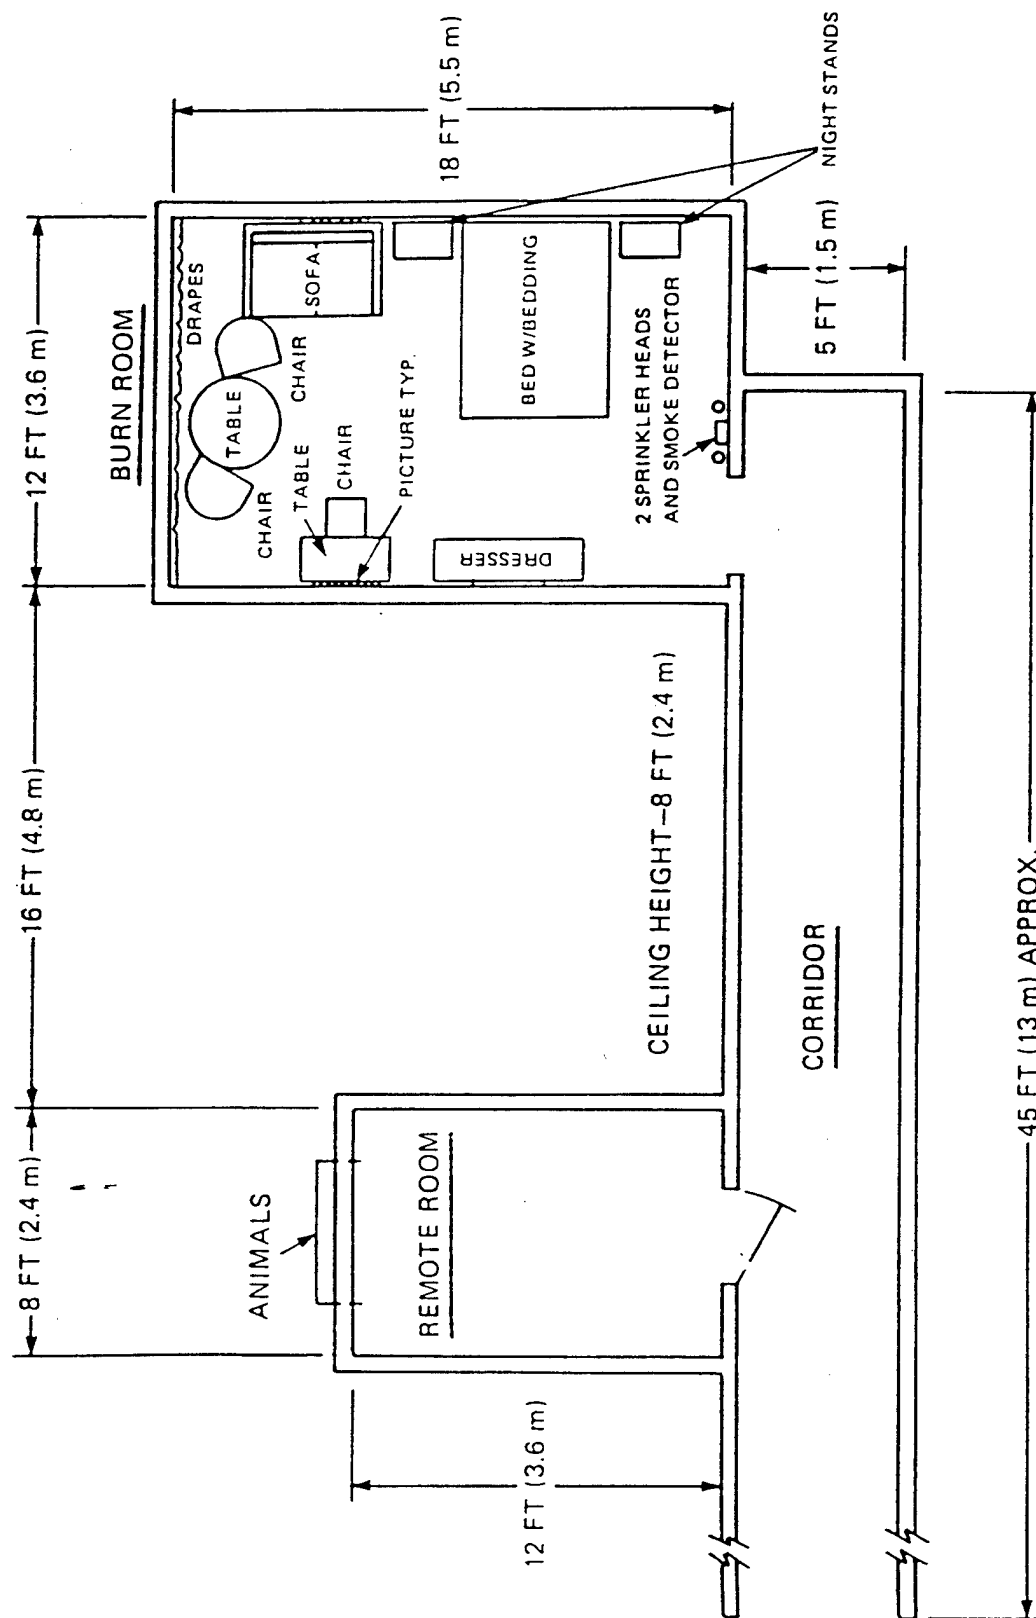 8 FT (2.4 m)
16 FT (4.8 m)
12 FT (3.6 m)
BURN ROOM
ANIMALS
DRAPES
CHAIR
TABLE
CHAIR
SOFA
TABLE
CHAIR
PICTURE TYP.
18 FT (5.5 m)
REMOTE ROOM
12 FT (3.6 m)
DRESSER
BED W/BEDDING
CEILING HEIGHT–8 FT (2.4 m)
2 SPRINKLER HEADS
AND SMOKE DETECTOR
NIGHT STANDS
5 FT (1.5 m)
CORRIDOR
45 FT (13 m) APPROX.